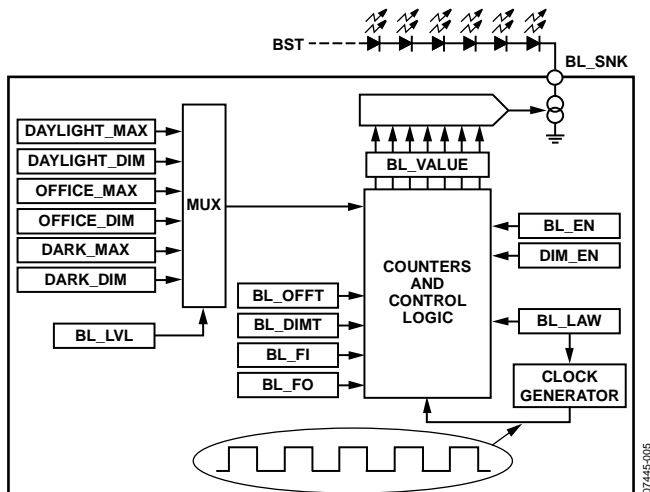 BST
BL_SNK
DAYLIGHT_MAX
DAYLIGHT_DIM
OFFICE_MAX
OFFICE_DIM
DARK_MAX
DARK_DIM
MUX
BL_LVL
BL_VALUE
COUNTERS
AND
CONTROL
LOGIC
BL_OFFT
BL_DIMT
BL_FI
BL_FO
BL_EN
DIM_EN
BL_LAW
CLOCK
GENERATOR
07445-005